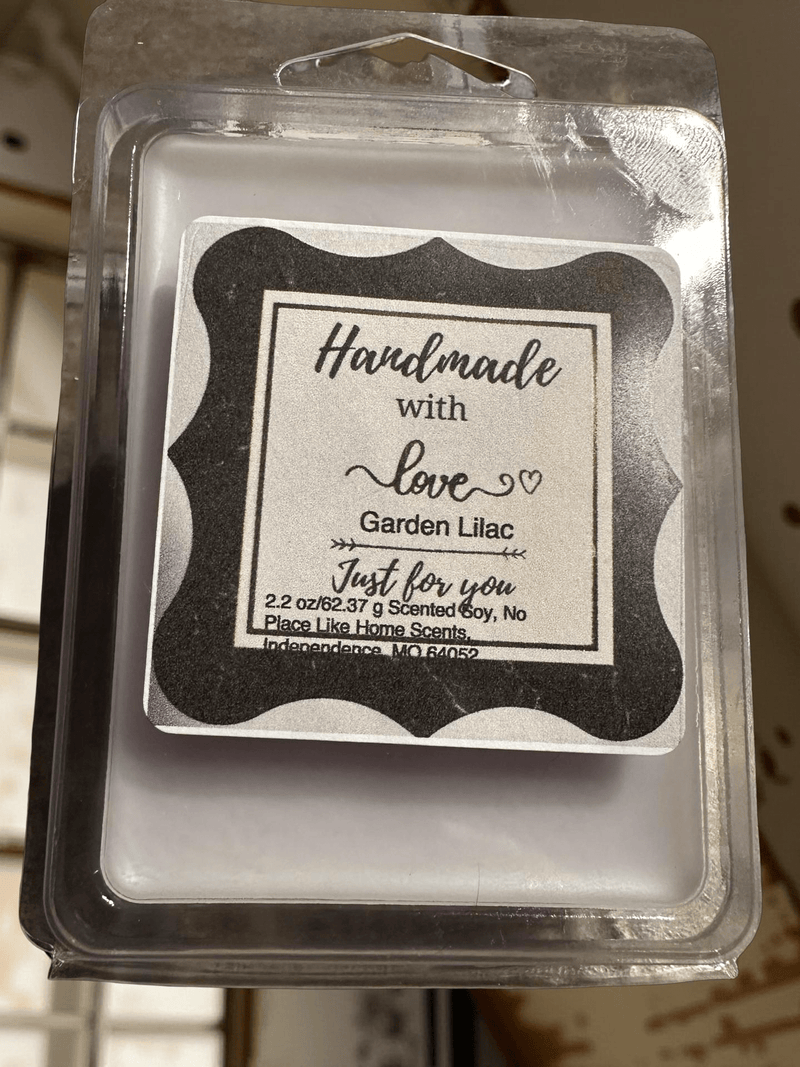 Handmade
with
love
Garden Lilac
Just for you
2.2 oz/62.37 g Scented Soy, No
Place Like Home Scents,
Independence, MO 64052